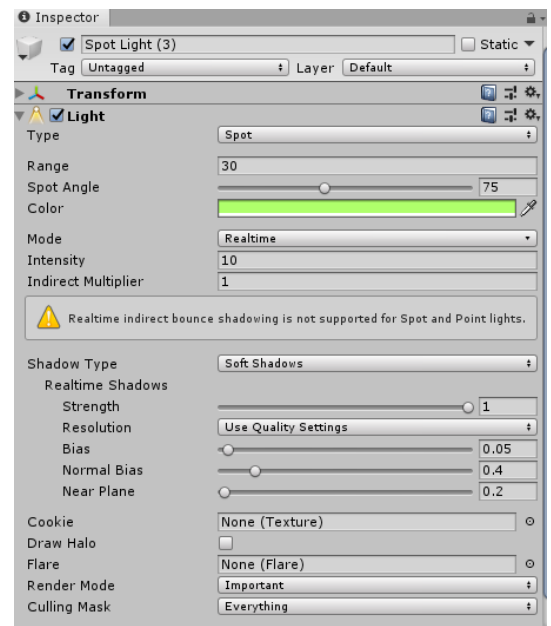 Inspector
Spot Light (3) Static
Tag Untagged Layer Default
Transform
Light
Type Spot
Range 30
Spot Angle 75
Color
Mode Realtime
Intensity 10
Indirect Multiplier 1
Realtime indirect bounce shadowing is not supported for Spot and Point lights.
Shadow Type Soft Shadows
Realtime Shadows
Strength 1
Resolution Use Quality Settings
Bias 0.05
Normal Bias 0.4
Near Plane 0.2
Cookie None (Texture)
Draw Halo
Flare None (Flare)
Render Mode Important
Culling Mask Everything